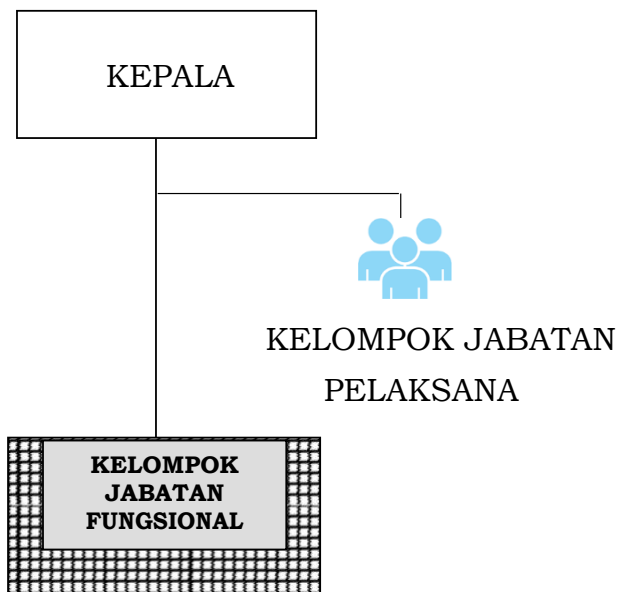 KEPALA
KELOMPOK JABATAN
PELAKSANA
KELOMPOK
JABATAN
FUNGSIONAL